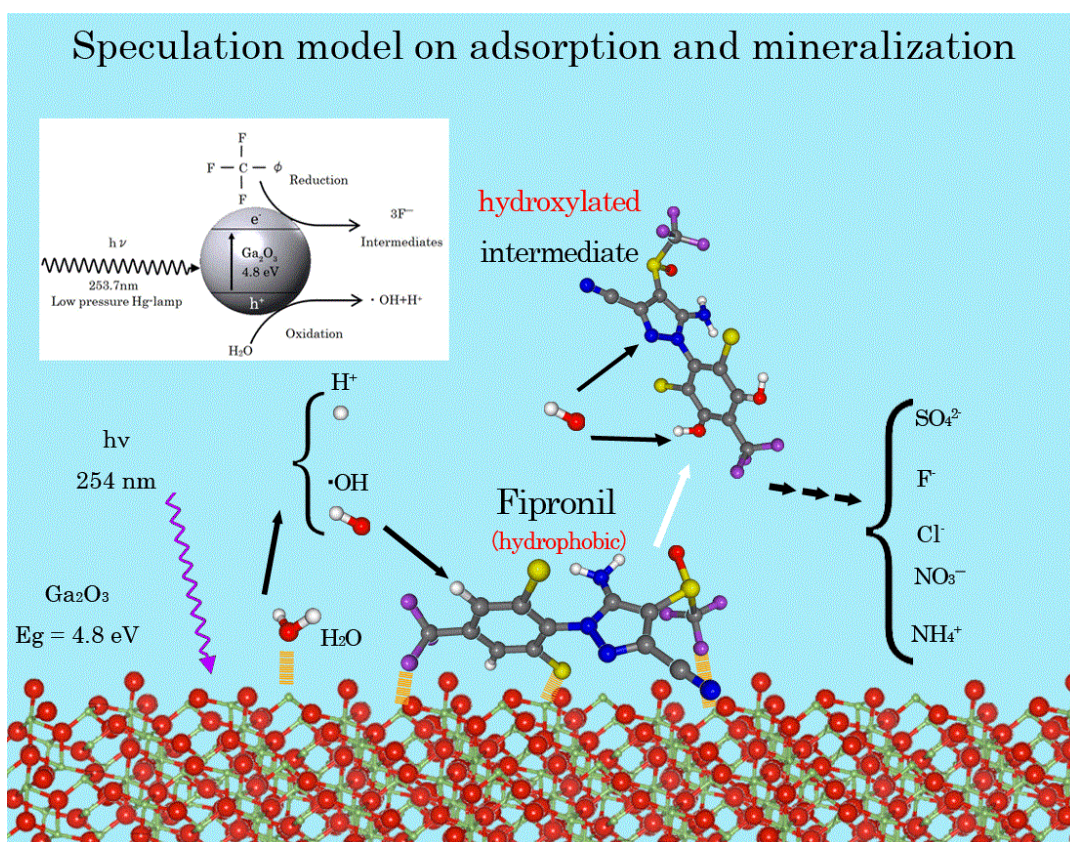 Speculation model on adsorption and mineralization
F
F — C — ϕ
F
Reduction
e⁻
3F⁻
Intermediates
hν
Ga₂O₃
4.8 eV
253.7nm
Low pressure Hg-lamp
h⁺
・OH+H⁺
Oxidation
H₂O
hydroxylated
intermediate
H⁺
hν
254 nm
·OH
Fipronil
(hydrophobic)
SO₄²⁻
F⁻
Cl⁻
NO₃⁻
NH₄⁺
Ga₂O₃
Eg = 4.8 eV
H₂O